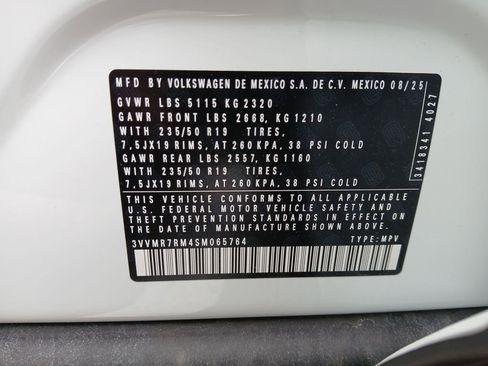 MFD BY VOLKSWAGEN DE MEXICO S.A. DE C.V. MEXICO 08/25
GVWR LBS 5115 KG 2320
GAWR FRONT LBS 2668, KG 1210
WITH 235/50 R19 TIRES,
7,5JX19 RIMS, AT 260 KPA, 38 PSI COLD
GAWR REAR LBS 2557, KG 1160
WITH 235/50 R19 TIRES,
7,5JX19 RIMS, AT 260 KPA, 38 PSI COLD
THIS VEHICLE CONFORMS TO ALL APPLICABLE
U.S. FEDERAL MOTOR VEHICLE SAFETY AND
THEFT PREVENTION STANDARDS IN EFFECT ON THE
DATE OF MANUFACTURE SHOWN ABOVE.
3VVMR7RM4SM065764 TYPE: MPV
3418341 4027